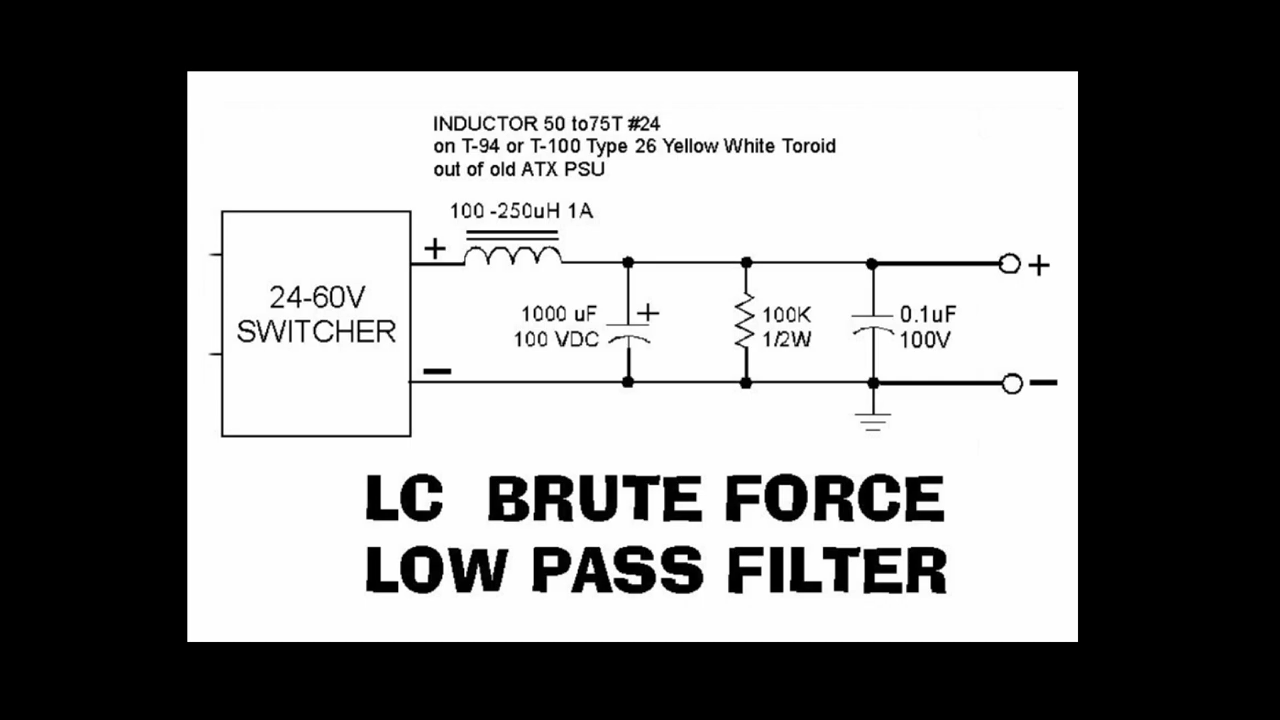 INDUCTOR 50 to75T #24
on T-94 or T-100 Type 26 Yellow White Toroid
out of old ATX PSU
100 -250uH 1A
+
+
24-60V
SWITCHER
1000 uF +
100 VDC
100K
1/2W
0.1uF
100V
−
−
LC BRUTE FORCE
LOW PASS FILTER